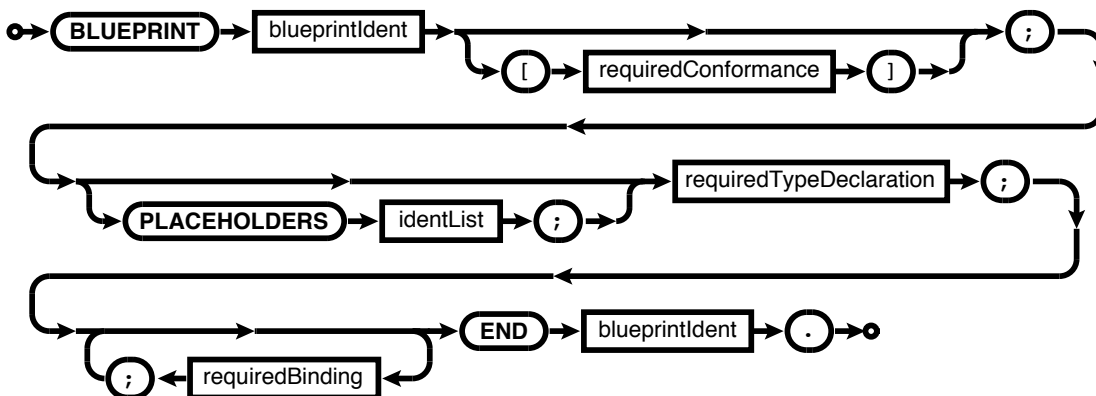 BLUEPRINT blueprintIdent ;
[ requiredConformance ]
requiredTypeDeclaration ;
PLACEHOLDERS identList ;
END blueprintIdent .
; requiredBinding